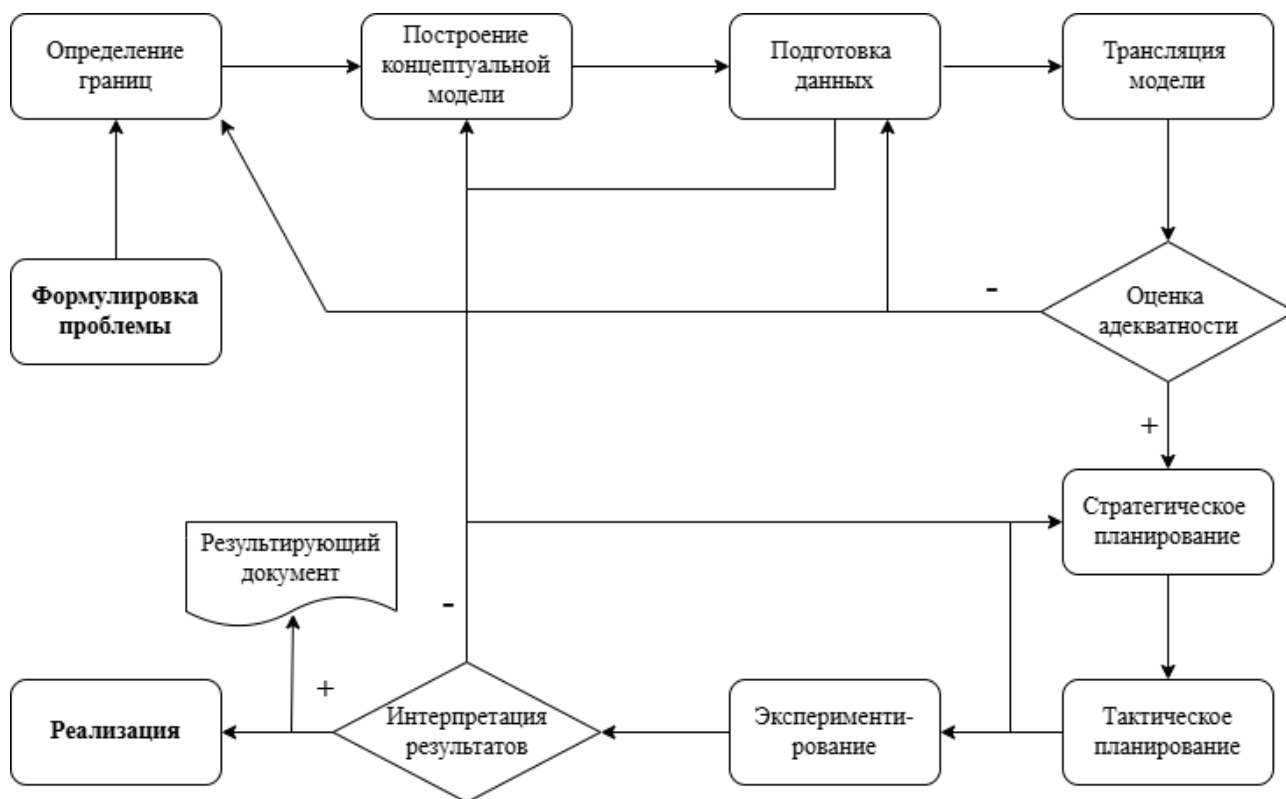 Определение
границ
Построение
концептуальной
модели
Подготовка
данных
Трансляция
модели
Формулировка
проблемы
-
Оценка
адекватности
+
Стратегическое
планирование
Результирующий
документ
-
+
Реализация
Интерпретация
результатов
Эксперименти-
рование
Тактическое
планирование